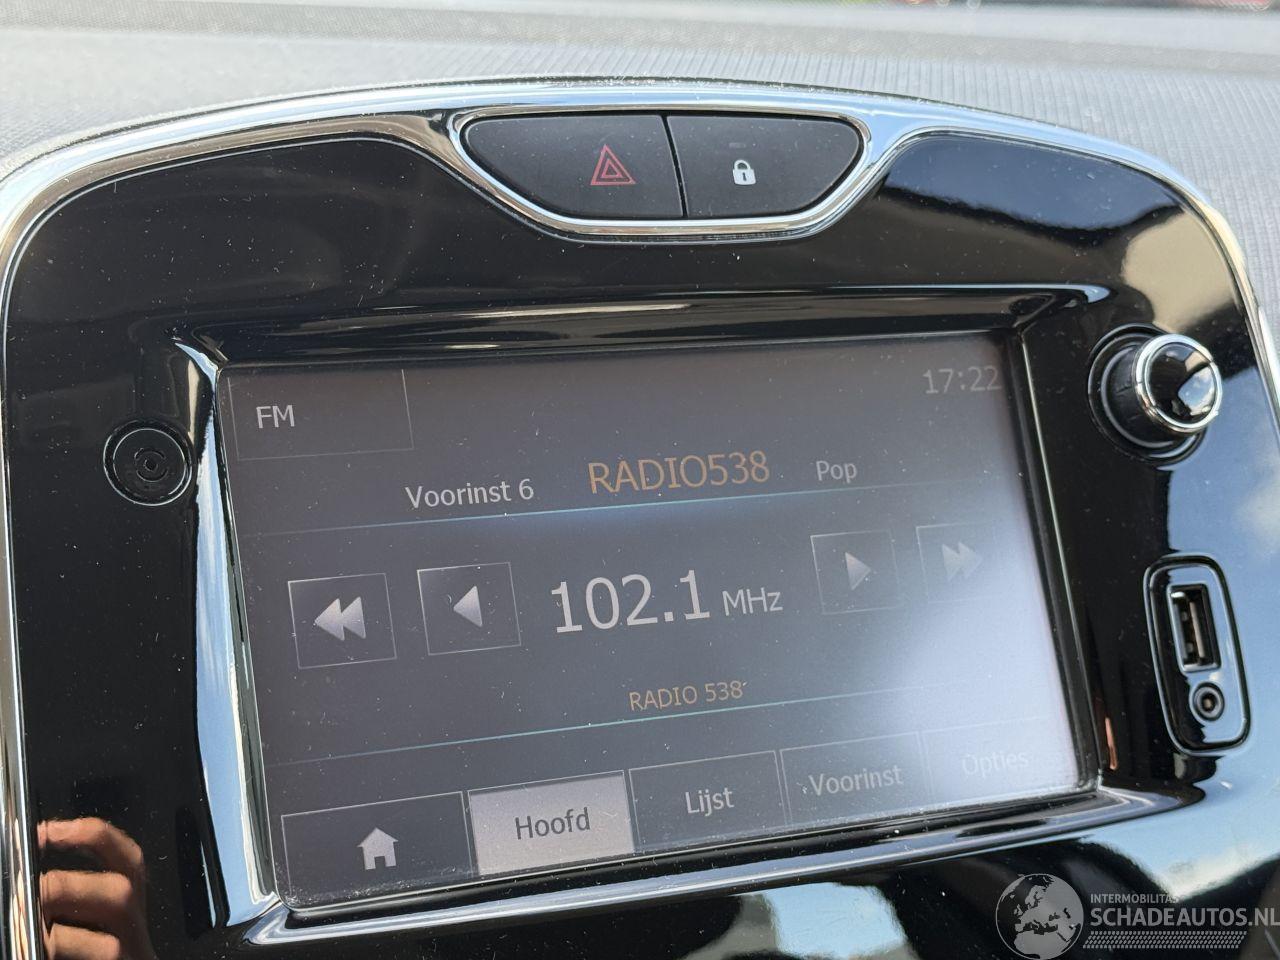 FM
17:22
Voorinst 6 RADIO538 Pop
102.1 MHz
RADIO 538
Hoofd Lijst Voorinst Opties
INTERMOBILITAS
SCHADEAUTOS.NL